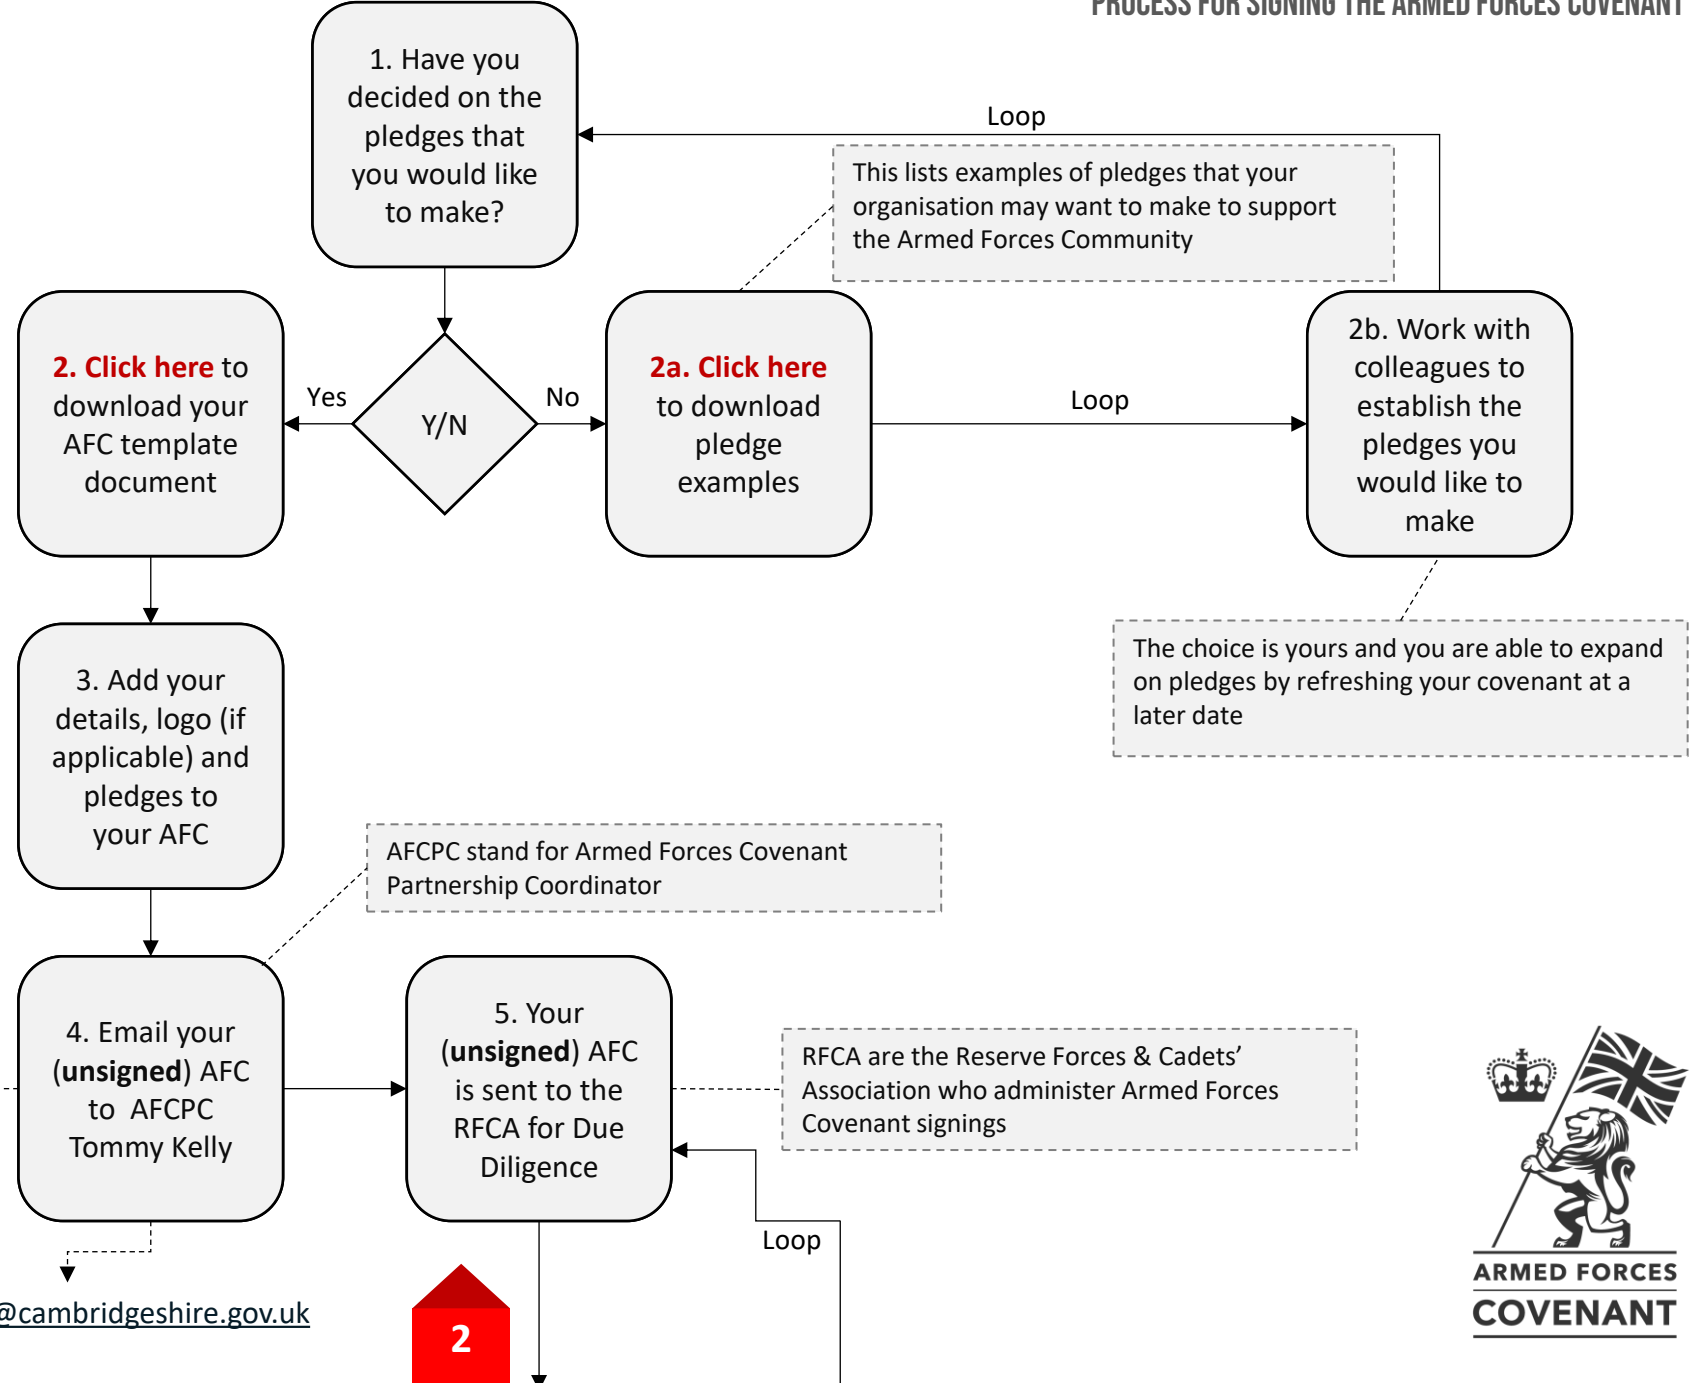 PROCESS FOR SIGNING THE ARMED FORCES COVENANT
1. Have you
decided on the
pledges that
you would like
to make?
Loop
This lists examples of pledges that your
organisation may want to make to support
the Armed Forces Community
2. Click here to
download your
AFC template
document
Yes
Y/N
No
2a. Click here
to download
pledge
examples
Loop
2b. Work with
colleagues to
establish the
pledges you
would like to
make
The choice is yours and you are able to expand
on pledges by refreshing your covenant at a
later date
3. Add your
details, logo (if
applicable) and
pledges to
your AFC
AFCPC stand for Armed Forces Covenant
Partnership Coordinator
4. Email your
(unsigned) AFC
to AFCPC
Tommy Kelly
5. Your
(unsigned) AFC
is sent to the
RFCA for Due
Diligence
RFCA are the Reserve Forces & Cadets’
Association who administer Armed Forces
Covenant signings
Loop
@cambridgeshire.gov.uk
2
ARMED FORCES
COVENANT